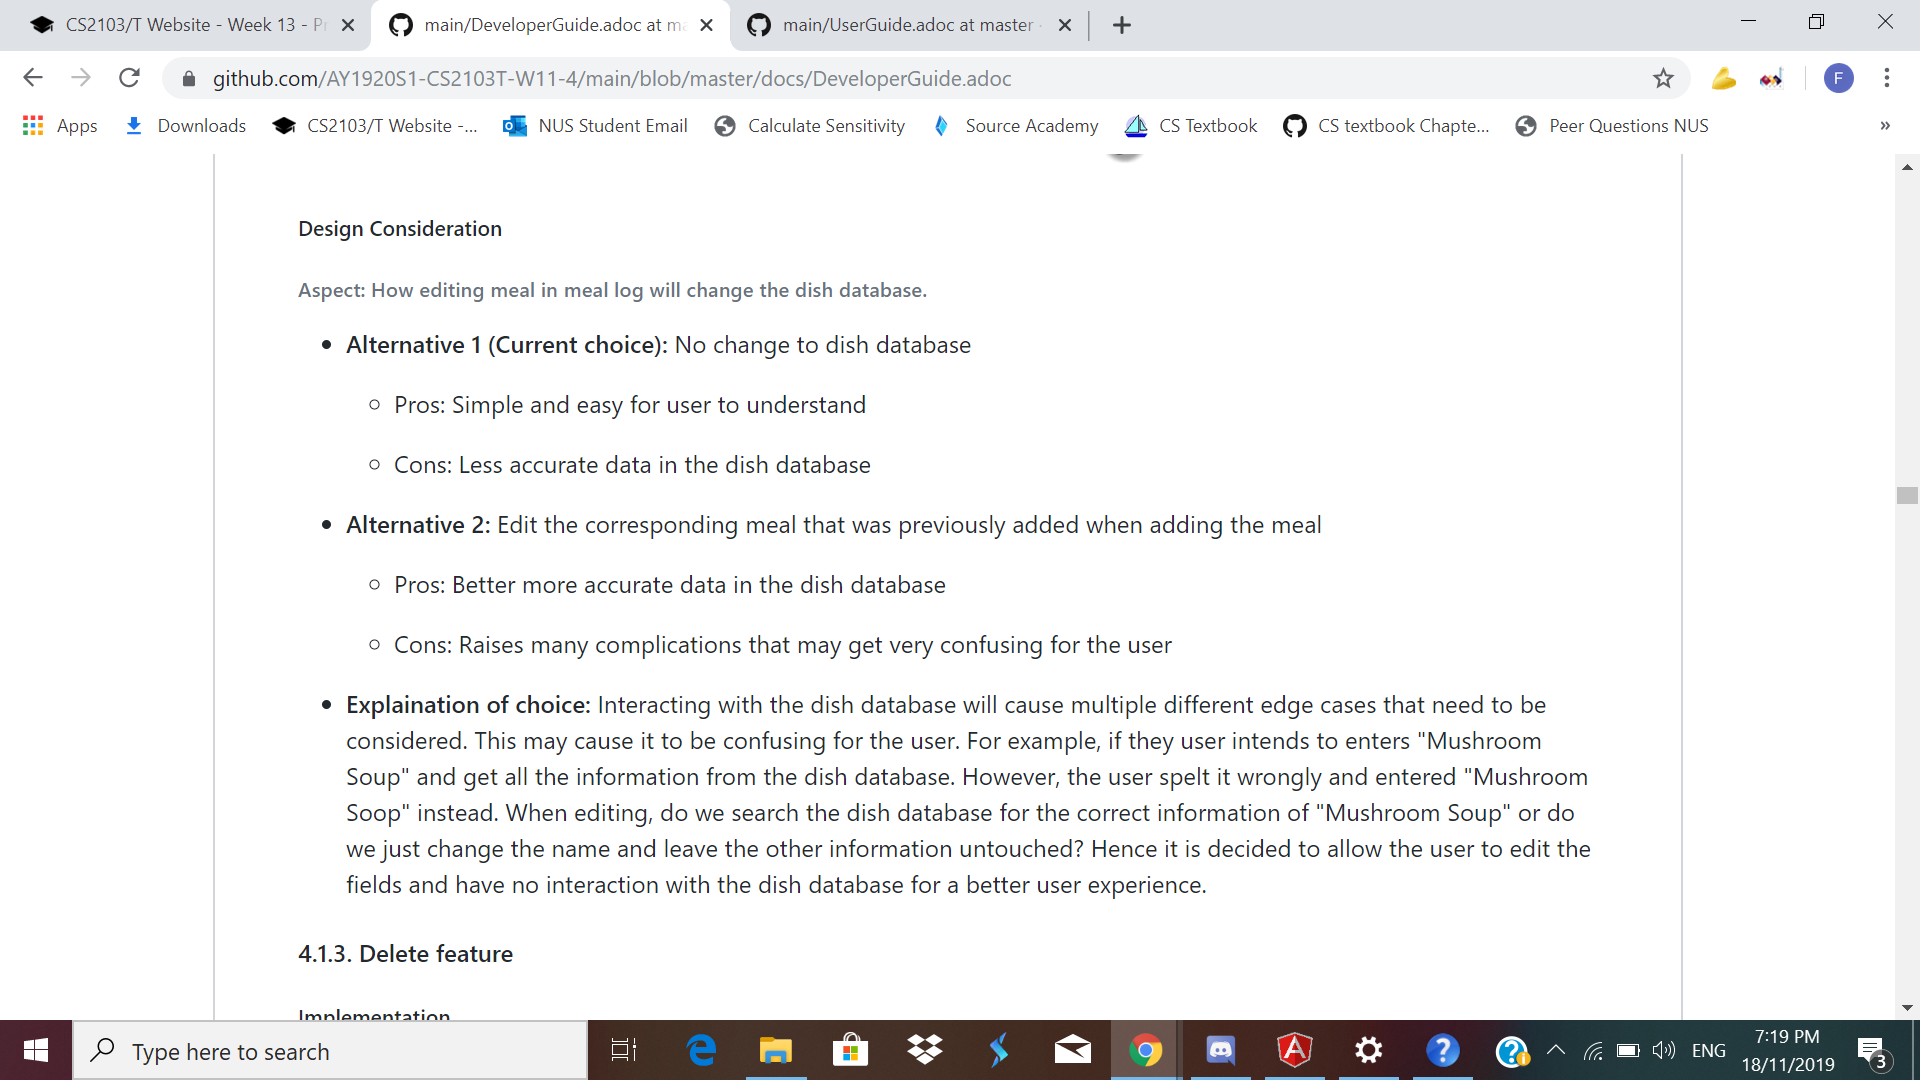 CS2103/T Website - Week 13 - Pr
main/DeveloperGuide.adoc at ma
main/UserGuide.adoc at master
github.com/AY1920S1-CS2103T-W11-4/main/blob/master/docs/DeveloperGuide.adoc
F
Apps Downloads CS2103/T Website -... NUS Student Email Calculate Sensitivity Source Academy CS Textbook CS textbook Chapte... Peer Questions NUS »
Design Consideration
Aspect: How editing meal in meal log will change the dish database.
Alternative 1 (Current choice): No change to dish database
Pros: Simple and easy for user to understand
Cons: Less accurate data in the dish database
Alternative 2: Edit the corresponding meal that was previously added when adding the meal
Pros: Better more accurate data in the dish database
Cons: Raises many complications that may get very confusing for the user
Explaination of choice: Interacting with the dish database will cause multiple different edge cases that need to be
considered. This may cause it to be confusing for the user. For example, if they user intends to enters "Mushroom
Soup" and get all the information from the dish database. However, the user spelt it wrongly and entered "Mushroom
Soop" instead. When editing, do we search the dish database for the correct information of "Mushroom Soup" or do
we just change the name and leave the other information untouched? Hence it is decided to allow the user to edit the
fields and have no interaction with the dish database for a better user experience.
4.1.3. Delete feature
Implementation
Type here to search
ENG
7:19 PM
18/11/2019
3